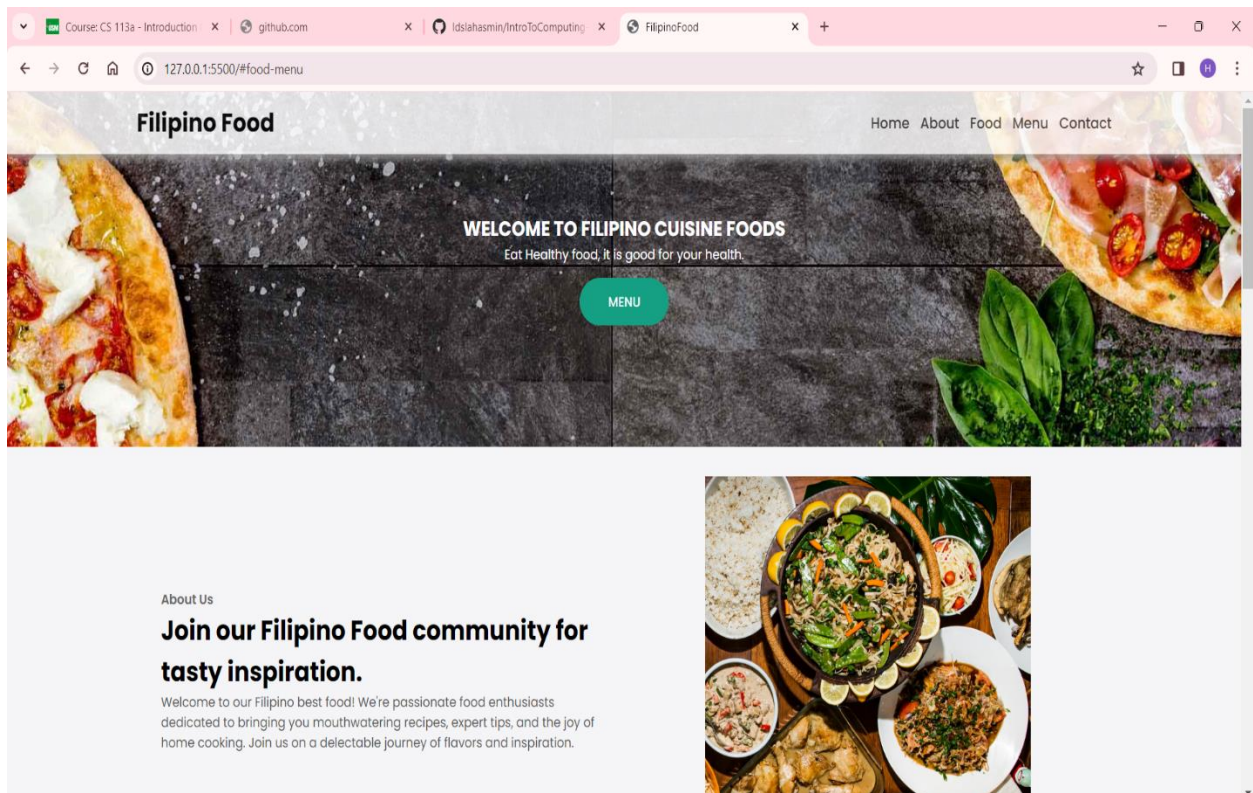 Course: CS 113a - Introduction
github.com
ldslahasmin/IntroToComputing
FilipinoFood
127.0.0.1:5500/#food-menu
H
Filipino Food
Home About Food Menu Contact
WELCOME TO FILIPINO CUISINE FOODS
Eat Healthy food, it is good for your health.
MENU
About Us
Join our Filipino Food community for
tasty inspiration.
Welcome to our Filipino best food! We're passionate food enthusiasts
dedicated to bringing you mouthwatering recipes, expert tips, and the joy of
home cooking. Join us on a delectable journey of flavors and inspiration.